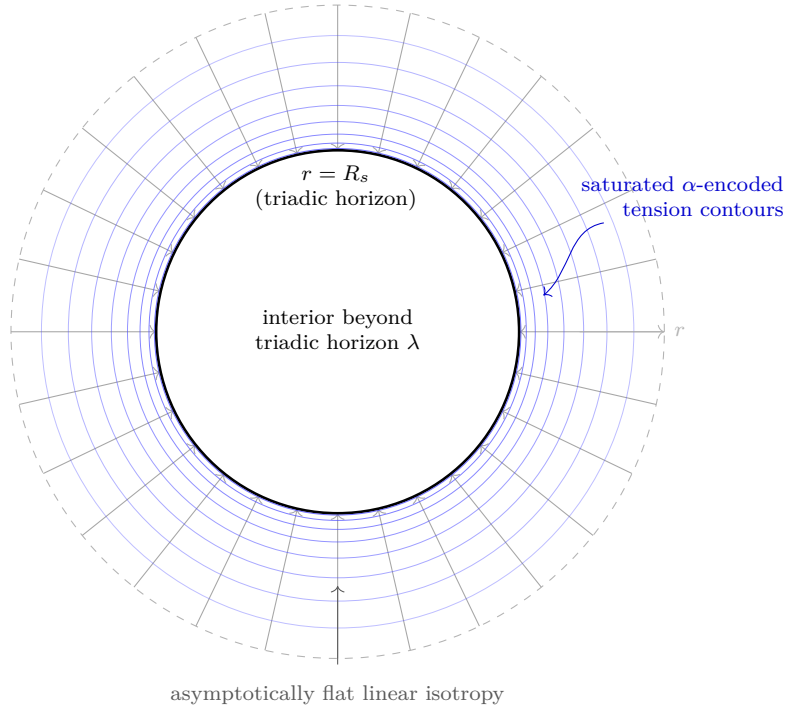 r = R_s
(triadic horizon)
saturated α-encoded
tension contours
interior beyond
triadic horizon λ
r
asymptotically flat linear isotropy